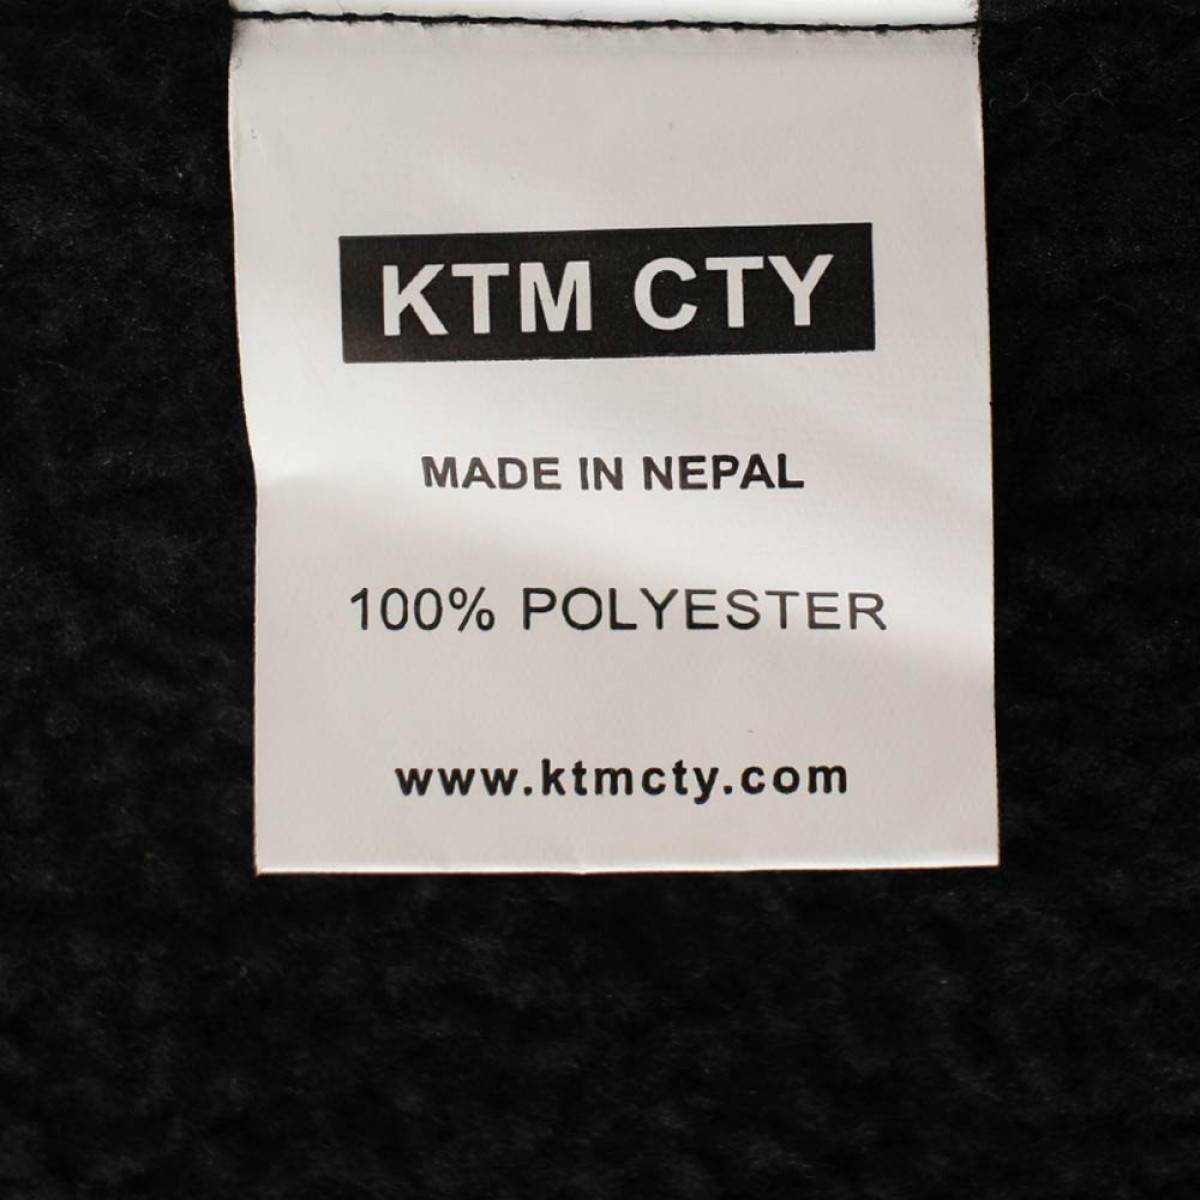 KTM CTY
MADE IN NEPAL
100% POLYESTER
www.ktmcty.com